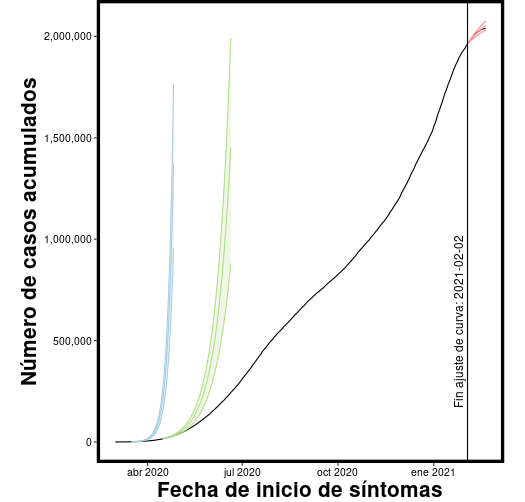 Número de casos acumulados
2,000,000
1,500,000
1,000,000
500,000
0
Fin ajuste de curva: 2021-02-02
abr 2020
jul 2020
oct 2020
ene 2021
Fecha de inicio de síntomas